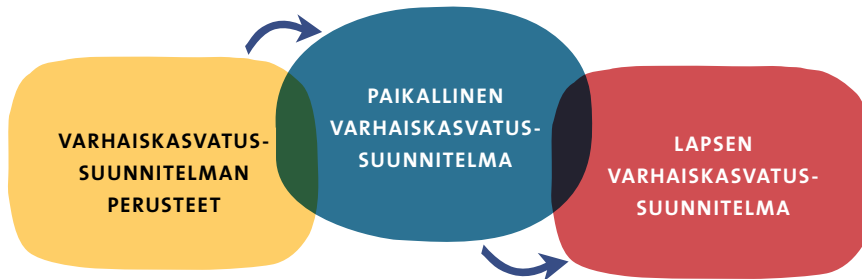 VARHAISKASVATUS-
SUUNNITELMAN
PERUSTEET
PAIKALLINEN
VARHAISKASVATUS-
SUUNNITELMA
LAPSEN
VARHAISKASVATUS-
SUUNNITELMA